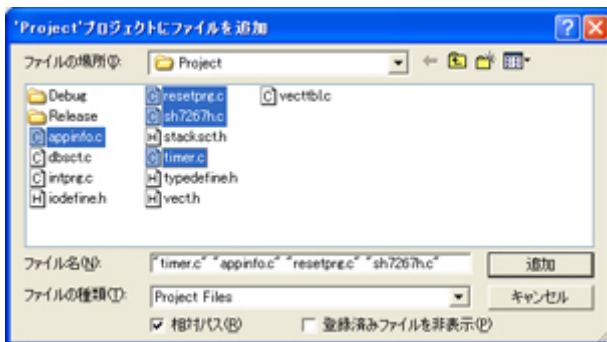 'Project'プロジェクトにファイルを追加
ファイルの場所(I):
Project
Debug
Release
appinfo.c
dbsct.c
intprg.c
iodefine.h
resetprg.c
sh7267h.c
stacksct.h
timer.c
typedefine.h
vect.h
vecttbl.c
ファイル名(N):
"timer.c" "appinfo.c" "resetprg.c" "sh7267h.c"
追加
ファイルの種類(T):
Project Files
キャンセル
相対パス(R)
登録済みファイルを非表示(P)